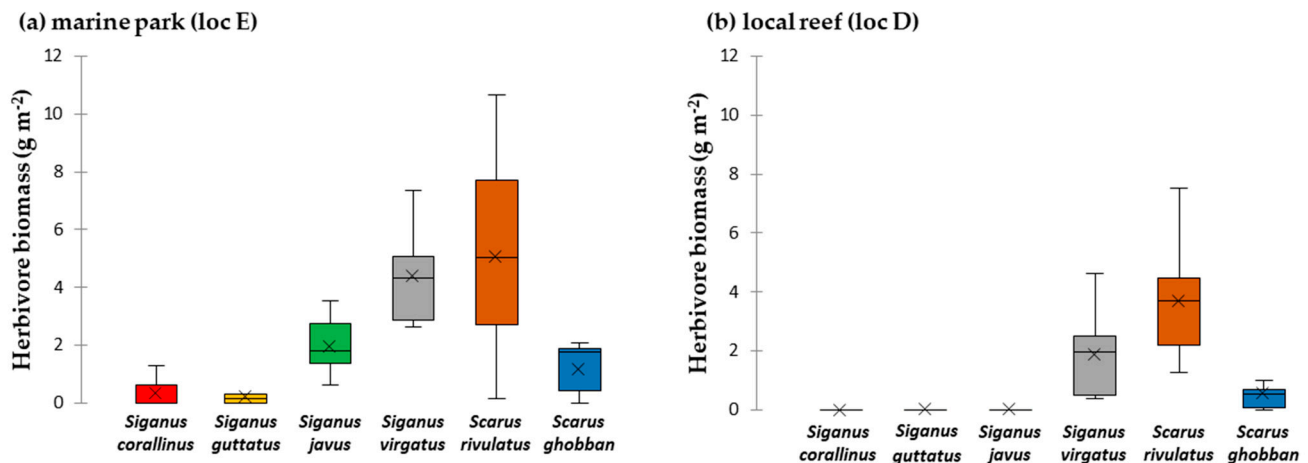 (a) marine park (loc E)
Herbivore biomass (g m-2)
12
10
8
6
4
2
0
Siganus corallinus
Siganus guttatus
Siganus javus
Siganus virgatus
Scarus rivulatus
Scarus ghobban
(b) local reef (loc D)
Herbivore biomass (g m-2)
12
10
8
6
4
2
0
Siganus corallinus
Siganus guttatus
Siganus javus
Siganus virgatus
Scarus rivulatus
Scarus ghobban